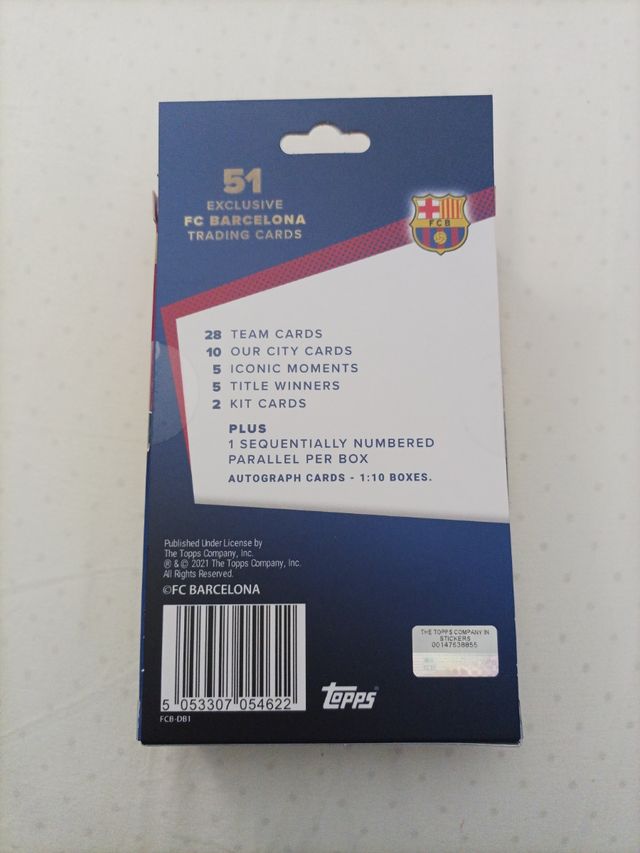 51
EXCLUSIVE
FC BARCELONA
TRADING CARDS
FCB
28 TEAM CARDS
10 OUR CITY CARDS
5 ICONIC MOMENTS
5 TITLE WINNERS
2 KIT CARDS
PLUS
1 SEQUENTIALLY NUMBERED
PARALLEL PER BOX
AUTOGRAPH CARDS - 1:10 BOXES.
Published Under License by
The Topps Company, Inc.
® & © 2021 The Topps Company, Inc.
All Rights Reserved.
©FC BARCELONA
5 053307 054622
FCB-DB1
topps
THE TOPPS COMPANY IN
STICKERS
00147638855